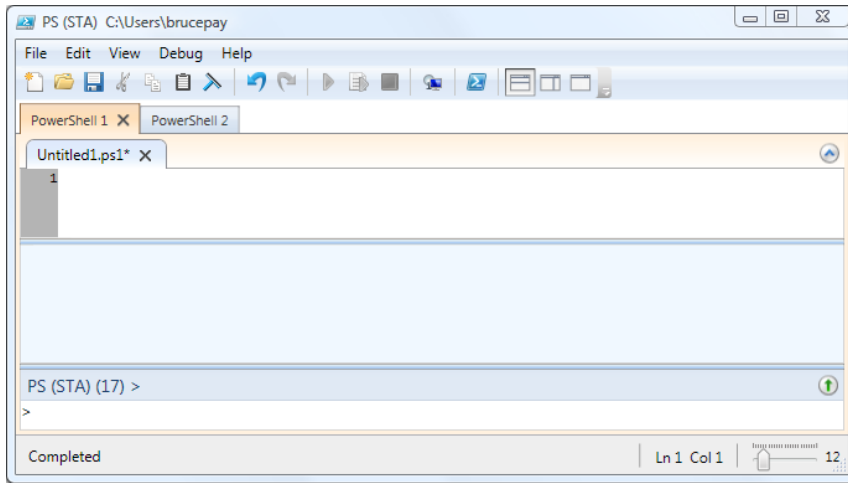 PS (STA) C:\Users\brucepay
File Edit View Debug Help
PowerShell 1 PowerShell 2
Untitled1.ps1*
1
PS (STA) (17) >
>
Completed Ln 1 Col 1 12